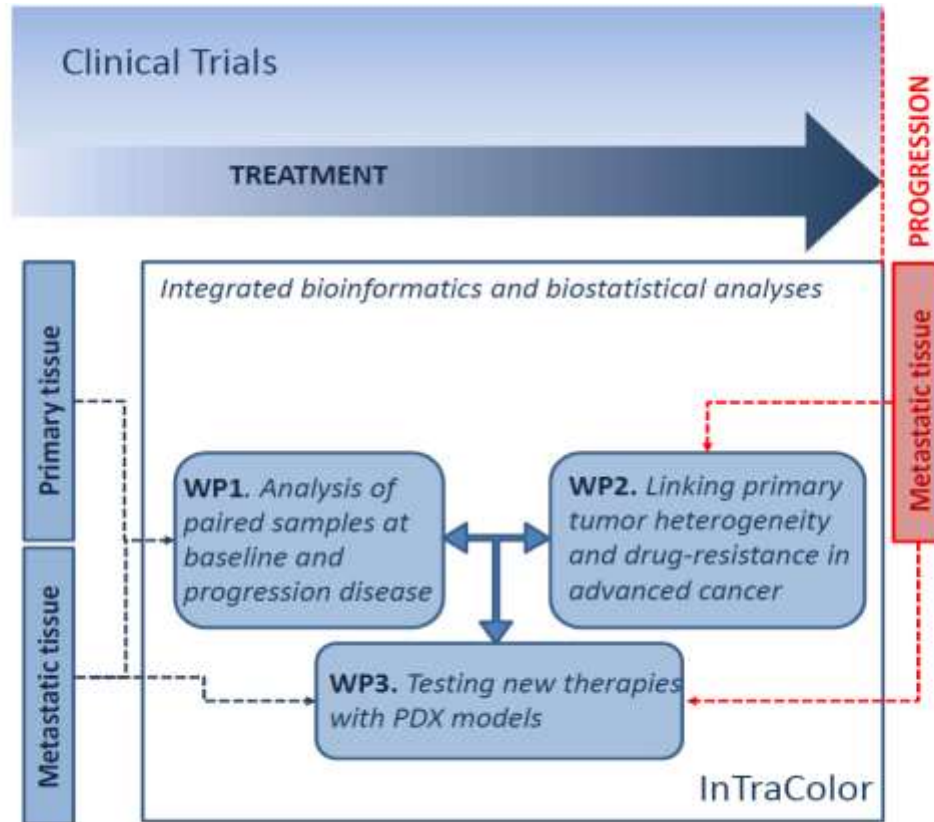 Clinical Trials
TREATMENT
PROGRESSION
Primary tissue
Metastatic tissue
Integrated bioinformatics and biostatistical analyses
WP1. Analysis of
paired samples at
baseline and
progression disease
WP2. Linking primary
tumor heterogeneity
and drug-resistance in
advanced cancer
WP3. Testing new therapies
with PDX models
InTraColor
Metastatic tissue